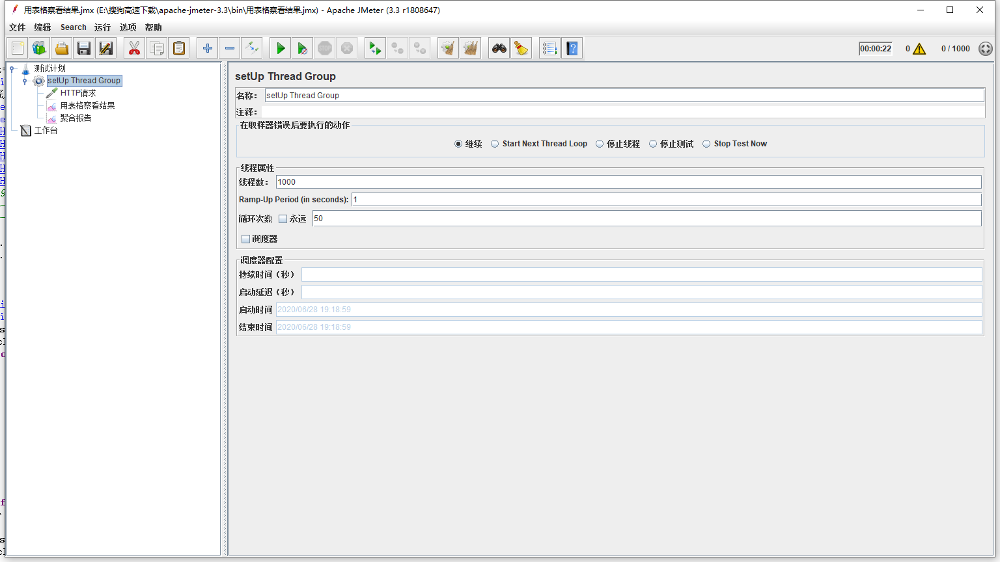 用表格察看结果.jmx (E:\搜狗高速下载\apache-jmeter-3.3\bin\用表格察看结果.jmx) - Apache JMeter (3.3 r1808647)
文件 编辑 Search 运行 选项 帮助
00:00:22 0 0 / 1000
测试计划
setUp Thread Group
HTTP请求
用表格察看结果
聚合报告
工作台
setUp Thread Group
名称： setUp Thread Group
注释：
在取样器错误后要执行的动作
继续 Start Next Thread Loop 停止线程 停止测试 Stop Test Now
线程属性
线程数： 1000
Ramp-Up Period (in seconds): 1
循环次数 永远 50
调度器
调度器配置
持续时间（秒）
启动延迟（秒）
启动时间 2020/06/28 19:18:59
结束时间 2020/06/28 19:18:59